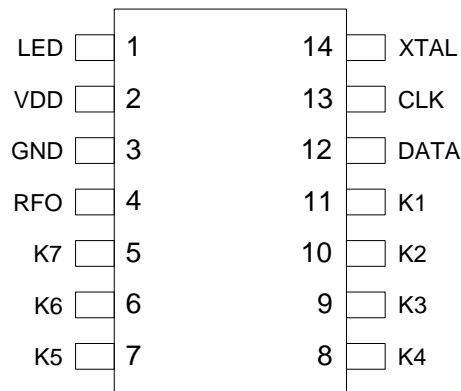 LED 1 14 XTAL
VDD 2 13 CLK
GND 3 12 DATA
RFO 4 11 K1
K7 5 10 K2
K6 6 9 K3
K5 7 8 K4